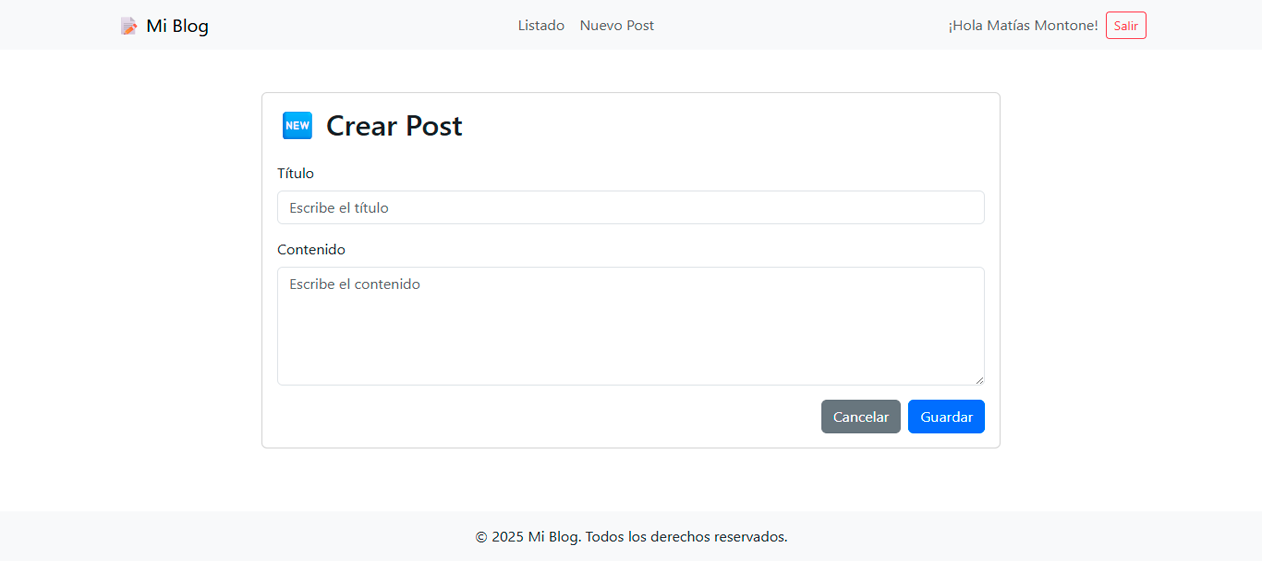 Mi Blog
Listado Nuevo Post
¡Hola Matías Montone! Salir
NEW Crear Post
Título
Escribe el título
Contenido
Escribe el contenido
Cancelar Guardar
© 2025 Mi Blog. Todos los derechos reservados.